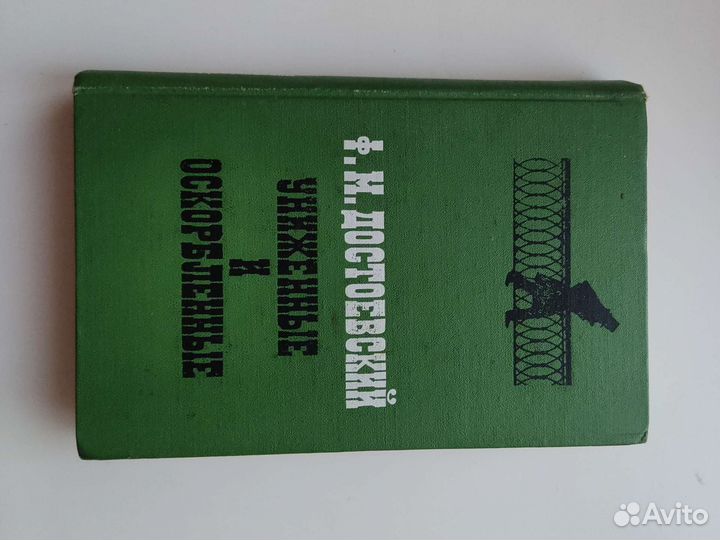 Ф. М. ДОСТОЕВСКИЙ
УНИЖЕННЫЕ
И
ОСКОРБЛЕННЫЕ
Avito